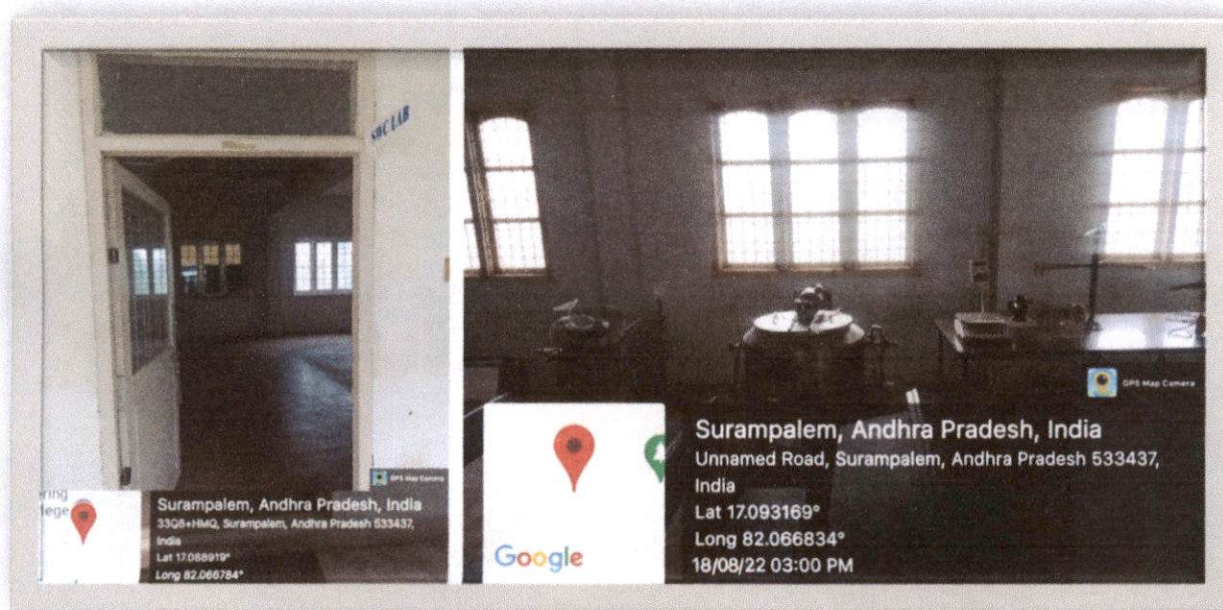 LAB
GPS Map Camera
ring
lege
Surampalem, Andhra Pradesh, India
33Q8+HMQ, Surampalem, Andhra Pradesh 533437,
India
Lat 17.088919°
Long 82.066784°
GPS Map Camera
Google
Surampalem, Andhra Pradesh, India
Unnamed Road, Surampalem, Andhra Pradesh 533437,
India
Lat 17.093169°
Long 82.066834°
18/08/22 03:00 PM